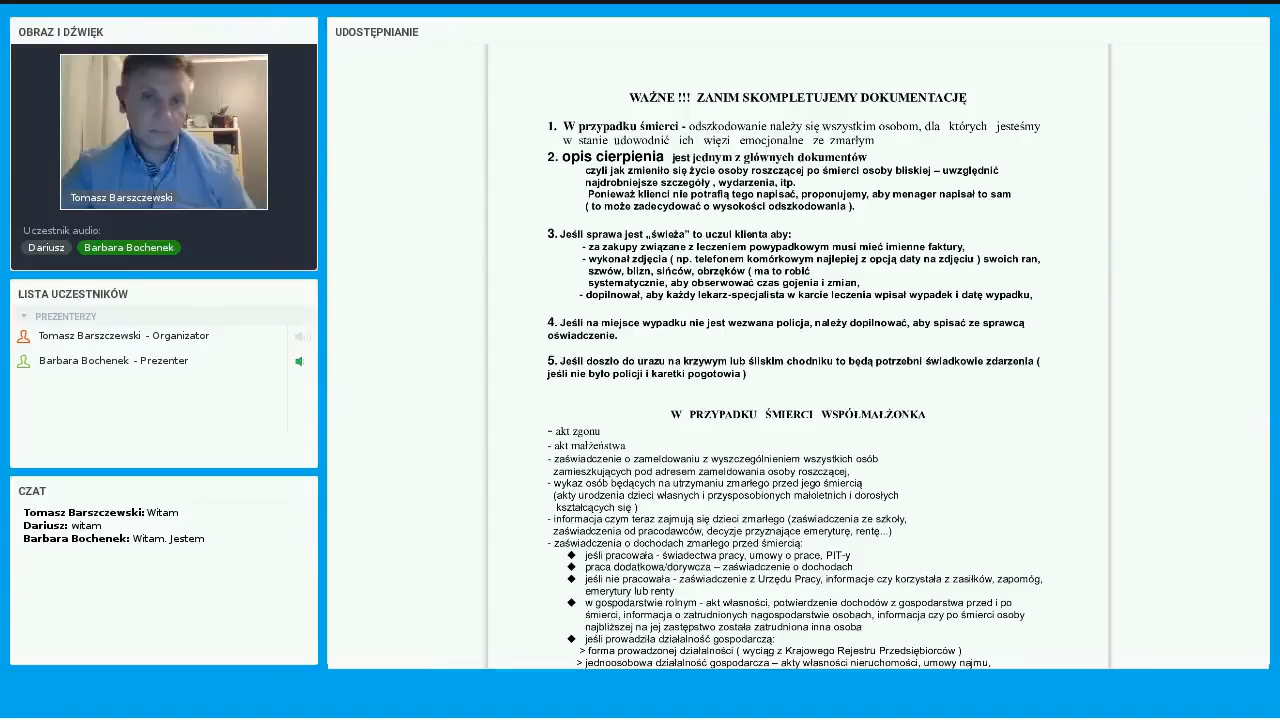 OBRAZ I DŹWIĘK
Tomasz Barszczewski
Uczestnik audio:
Dariusz
Barbara Bochenek
LISTA UCZESTNIKÓW
PREZENTERZY
Tomasz Barszczewski - Organizator
Barbara Bochenek - Prezenter
CZAT
Tomasz Barszczewski: Witam
Dariusz: witam
Barbara Bochenek: Witam. Jestem
UDOSTĘPNIANIE
WAŻNE !!! ZANIM SKOMPLETUJEMY DOKUMENTACJĘ
1. W przypadku śmierci - odszkodowanie należy się wszystkim osobom, dla których jesteśmy
w stanie udowodnić ich więzi emocjonalne ze zmarłym
2. opis cierpienia jest jednym z głównych dokumentów
czyli jak zmieniło się życie osoby roszczącej po śmierci osoby bliskiej – uwzględnić
najdrobniejsze szczegóły , wydarzenia, itp.
Ponieważ klienci nie potrafią tego napisać, proponujemy, aby menager napisał to sam
( to może zadecydować o wysokości odszkodowania ).
3. Jeśli sprawa jest „świeża” to uczul klienta aby:
- za zakupy związane z leczeniem powypadkowym musi mieć imienne faktury,
- wykonał zdjęcia ( np. telefonem komórkowym najlepiej z opcją daty na zdjęciu ) swoich ran,
szwów, blizn, sińców, obrzęków ( ma to robić
systematycznie, aby obserwować czas gojenia i zmian,
- dopilnował, aby każdy lekarz-specjalista w karcie leczenia wpisał wypadek i datę wypadku,
4. Jeśli na miejsce wypadku nie jest wezwana policja, należy dopilnować, aby spisać ze sprawcą
oświadczenie.
5. Jeśli doszło do urazu na krzywym lub śliskim chodniku to będą potrzebni świadkowie zdarzenia (
jeśli nie było policji i karetki pogotowia )
W PRZYPADKU ŚMIERCI WSPÓŁMAŁŻONKA
- akt zgonu
- akt małżeństwa
- zaświadczenie o zameldowaniu z wyszczególnieniem wszystkich osób
zamieszkujących pod adresem zameldowania osoby roszczącej,
- wykaz osób będących na utrzymaniu zmarłego przed jego śmiercią
(akty urodzenia dzieci własnych i przysposobionych małoletnich i dorosłych
kształcących się )
- informacja czym teraz zajmują się dzieci zmarłego (zaświadczenia ze szkoły,
zaświadczenia od pracodawców, decyzje przyznające emeryturę, rentę...)
- zaświadczenia o dochodach zmarłego przed śmiercią:
◆ jeśli pracowała - świadectwa pracy, umowy o prace, PIT-y
◆ praca dodatkowa/dorywcza – zaświadczenie o dochodach
◆ jeśli nie pracowała - zaświadczenie z Urzędu Pracy, informacje czy korzystała z zasiłków, zapomóg,
emerytury lub renty
◆ w gospodarstwie rolnym - akt własności, potwierdzenie dochodów z gospodarstwa przed i po
śmierci, informacja o zatrudnionych nagospodarstwie osobach, informacja czy po śmierci osoby
najbliższej na jej zastępstwo została zatrudniona inna osoba
◆ jeśli prowadziła działalność gospodarczą:
> forma prowadzonej działalności ( wyciąg z Krajowego Rejestru Przedsiębiorców )
> jednoosobowa działalność gospodarcza – akty własności nieruchomości, umowy najmu,